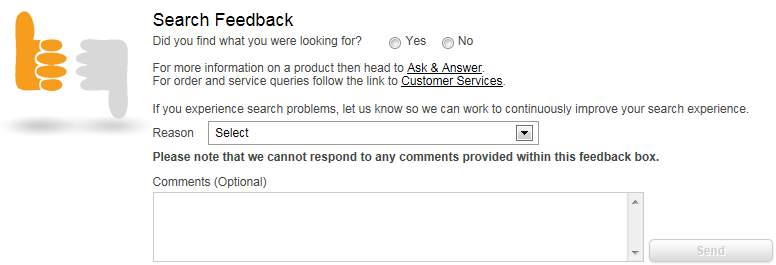 Search Feedback
Did you find what you were looking for? Yes No
For more information on a product then head to Ask & Answer.
For order and service queries follow the link to Customer Services.
If you experience search problems, let us know so we can work to continuously improve your search experience.
Reason Select
Please note that we cannot respond to any comments provided within this feedback box.
Comments (Optional)
Send